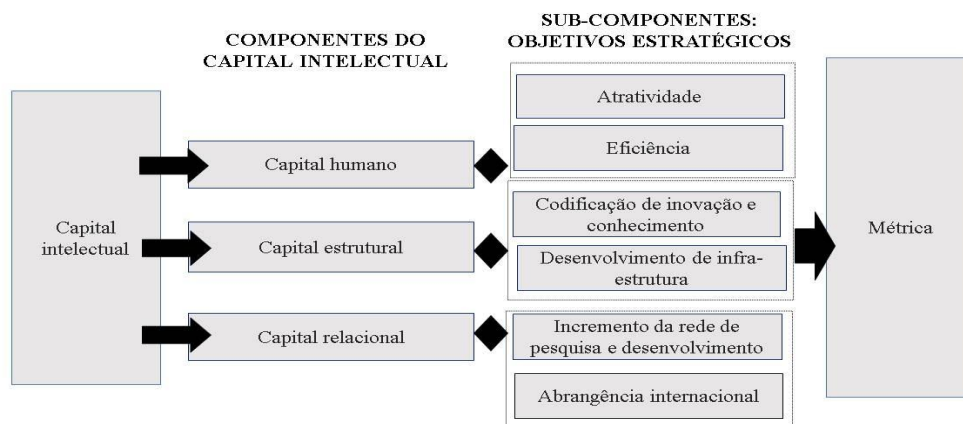 COMPONENTES DO
CAPITAL INTELECTUAL
SUB-COMPONENTES:
OBJETIVOS ESTRATÉGICOS
Capital
intelectual
Capital humano
Capital estrutural
Capital relacional
Atratividade
Eficiência
Codificação de inovação e
conhecimento
Desenvolvimento de infra-
estrutura
Incremento da rede de
pesquisa e desenvolvimento
Abrangência internacional
Métrica